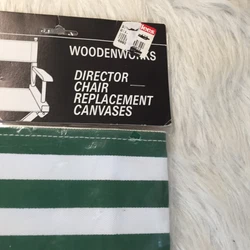 WOODENWORKS
DIRECTOR
CHAIR
REPLACEMENT
CANVASES